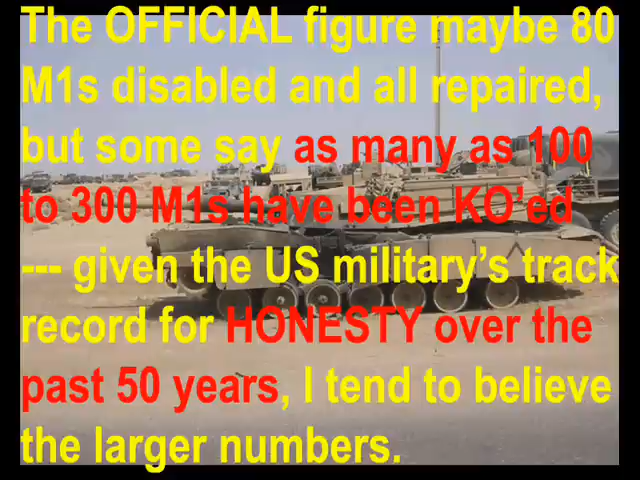 The OFFICIAL figure maybe 80
M1s disabled and all repaired,
but some say as many as 100
to 300 M1s have been KO'ed
--- given the US military's track
record for HONESTY over the
past 50 years, I tend to believe
the larger numbers.